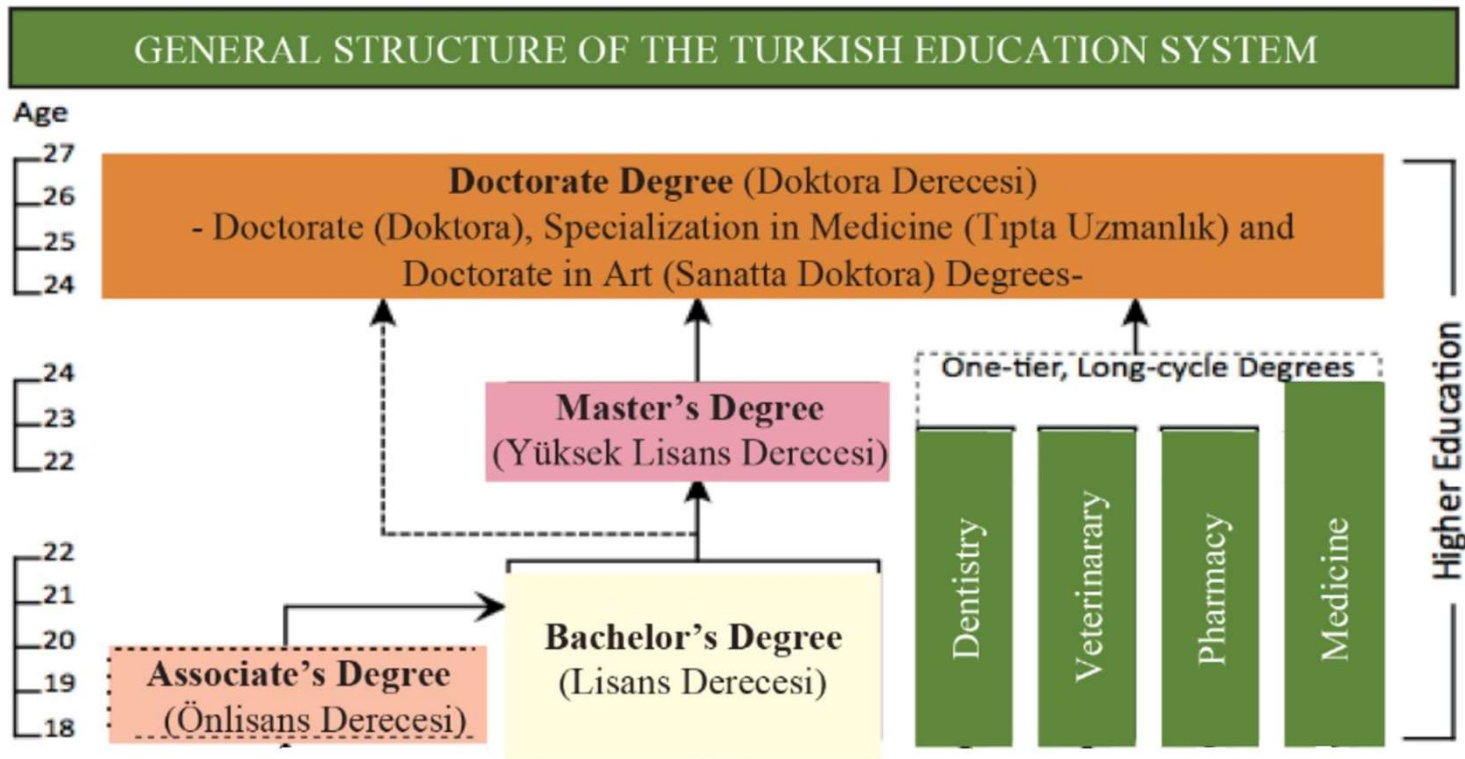 GENERAL STRUCTURE OF THE TURKISH EDUCATION SYSTEM
Age
27
26
25
24
Doctorate Degree (Doktora Derecesi)
- Doctorate (Doktora), Specialization in Medicine (Tıpta Uzmanlık) and
Doctorate in Art (Sanatta Doktora) Degrees-
24
23
22
Master's Degree
(Yüksek Lisans Derecesi)
One-tier, Long-cycle Degrees
22
21
20
19
18
Associate's Degree
(Önlisans Derecesi)
Bachelor's Degree
(Lisans Derecesi)
Dentistry
Veterinarary
Pharmacy
Medicine
Higher Education